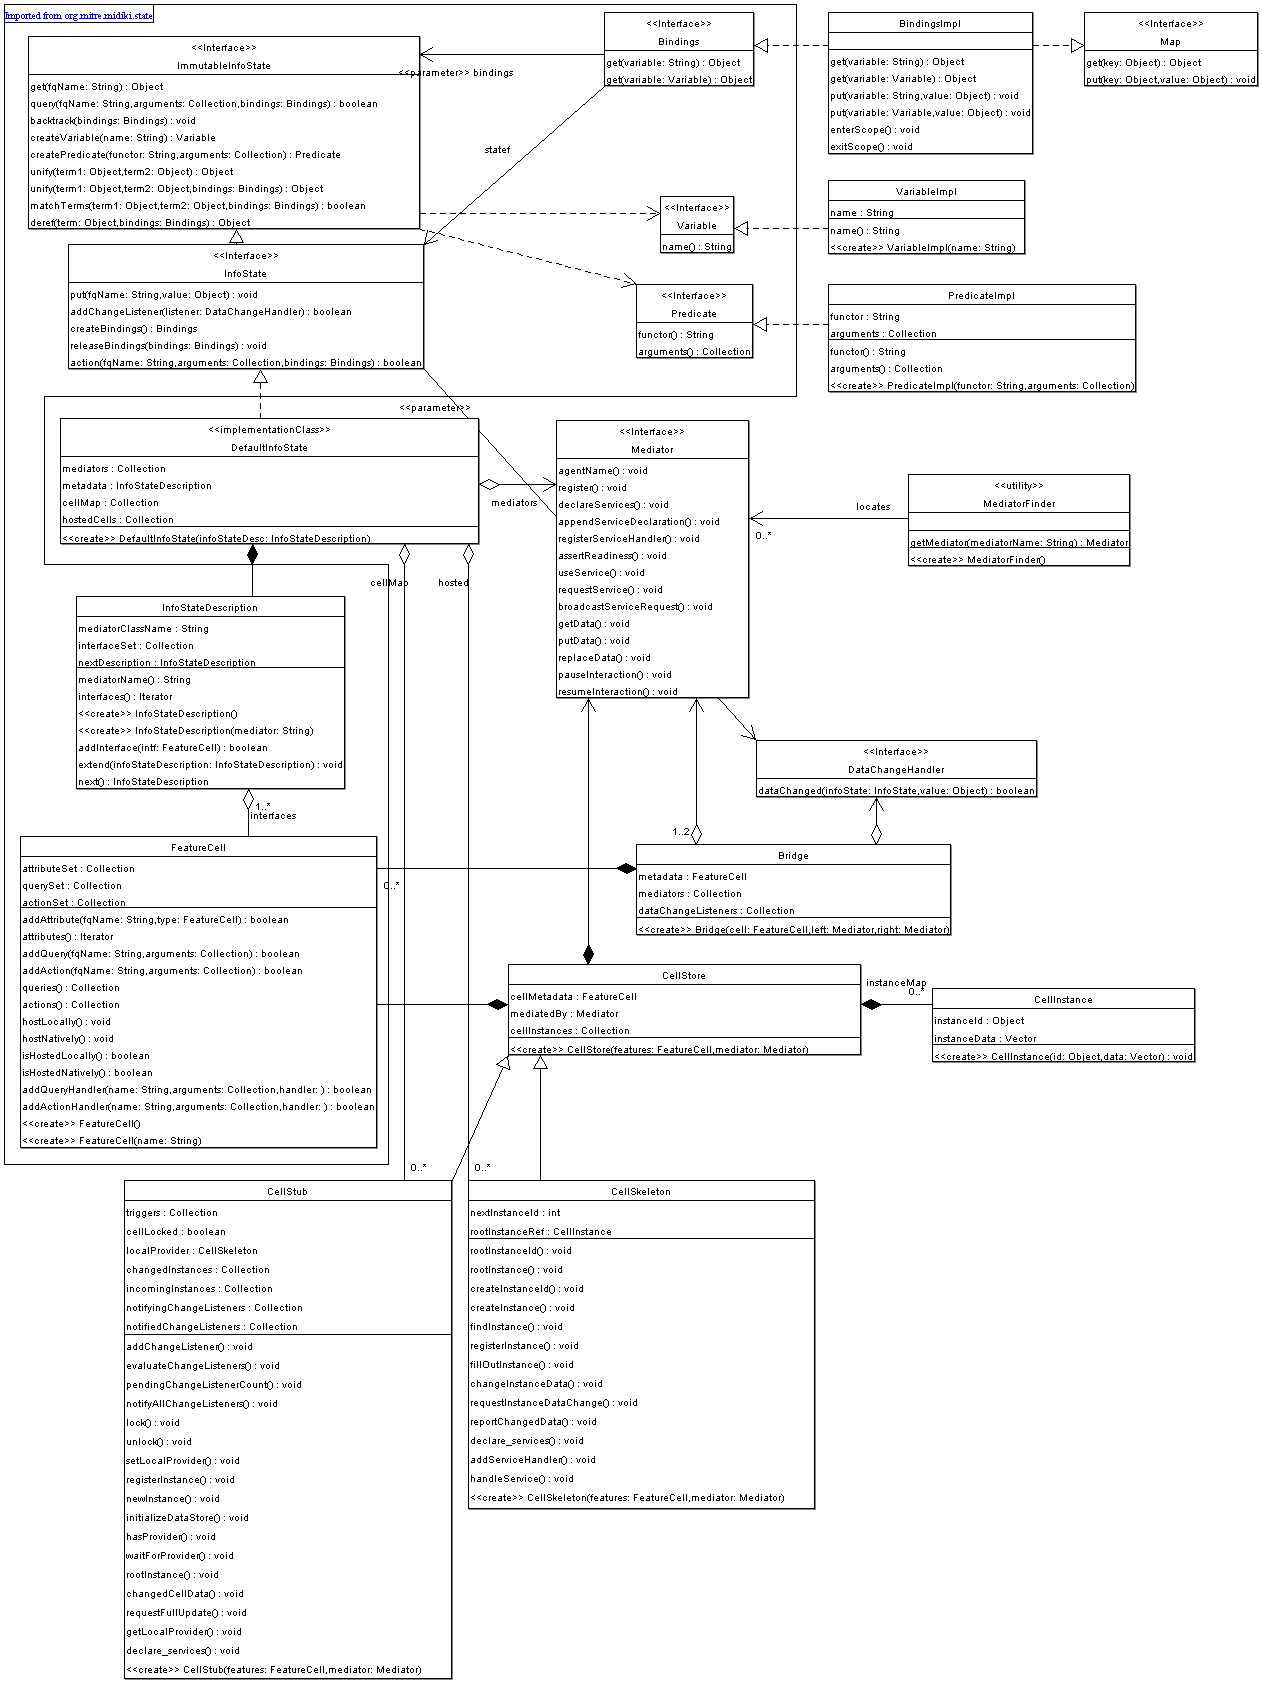 Imported from org.mitre.midiki.state
<<Interface>>
ImmutableInfoState
get(fqName: String) : Object
query(fqName: String,arguments: Collection,bindings: Bindings) : boolean
backtrack(bindings: Bindings) : void
createVariable(name: String) : Variable
createPredicate(functor: String,arguments: Collection) : Predicate
unify(term1: Object,term2: Object) : Object
unify(term1: Object,term2: Object,bindings: Bindings) : Object
matchTerms(term1: Object,term2: Object,bindings: Bindings) : boolean
deref(term: Object,bindings: Bindings) : Object
<<parameter>> bindings
<<Interface>>
Bindings
get(variable: String) : Object
get(variable: Variable) : Object
BindingsImpl
get(variable: String) : Object
get(variable: Variable) : Object
put(variable: String,value: Object) : void
put(variable: Variable,value: Object) : void
enterScope() : void
exitScope() : void
<<Interface>>
Map
get(key: Object) : Object
put(key: Object,value: Object) : void
statef
<<Interface>>
Variable
name() : String
VariableImpl
name : String
name() : String
<<create>> VariableImpl(name: String)
<<Interface>>
InfoState
put(fqName: String,value: Object) : void
addChangeListener(listener: DataChangeHandler) : boolean
createBindings() : Bindings
releaseBindings(bindings: Bindings) : void
action(fqName: String,arguments: Collection,bindings: Bindings) : boolean
<<Interface>>
Predicate
functor() : String
arguments() : Collection
PredicateImpl
functor : String
arguments : Collection
functor() : String
arguments() : Collection
<<create>> PredicateImpl(functor: String,arguments: Collection)
<<parameter>>
<<implementationClass>>
DefaultInfoState
mediators : Collection
metadata : InfoStateDescription
cellMap : Collection
hostedCells : Collection
<<create>> DefaultInfoState(infoStateDesc: InfoStateDescription)
mediators
<<Interface>>
Mediator
agentName() : void
register() : void
declareServices() : void
appendServiceDeclaration() : void
registerServiceHandler() : void
assertReadiness() : void
useService() : void
requestService() : void
broadcastServiceRequest() : void
getData() : void
putData() : void
replaceData() : void
pauseInteraction() : void
resumeInteraction() : void
locates
0..*
<<utility>>
MediatorFinder
getMediator(mediatorName: String) : Mediator
<<create>> MediatorFinder()
cellMap
hosted
InfoStateDescription
mediatorClassName : String
interfaceSet : Collection
nextDescription : InfoStateDescription
mediatorName() : String
interfaces() : Iterator
<<create>> InfoStateDescription()
<<create>> InfoStateDescription(mediator: String)
addInterface(intf: FeatureCell) : boolean
extend(infoStateDescription: InfoStateDescription) : void
next() : InfoStateDescription
1..*
interfaces
<<Interface>>
DataChangeHandler
dataChanged(infoState: InfoState,value: Object) : boolean
1..2
FeatureCell
attributeSet : Collection
querySet : Collection
actionSet : Collection
addAttribute(fqName: String,type: FeatureCell) : boolean
attributes() : Iterator
addQuery(fqName: String,arguments: Collection) : boolean
addAction(fqName: String,arguments: Collection) : boolean
queries() : Collection
actions() : Collection
hostLocally() : void
hostNatively() : void
isHostedLocally() : boolean
isHostedNatively() : boolean
addQueryHandler(name: String,arguments: Collection,handler: ) : boolean
addActionHandler(name: String,arguments: Collection,handler: ) : boolean
<<create>> FeatureCell()
<<create>> FeatureCell(name: String)
0..*
Bridge
metadata : FeatureCell
mediators : Collection
dataChangeListeners : Collection
<<create>> Bridge(cell: FeatureCell,left: Mediator,right: Mediator)
CellStore
cellMetadata : FeatureCell
mediatedBy : Mediator
cellInstances : Collection
<<create>> CellStore(features: FeatureCell,mediator: Mediator)
instanceMap
0..*
CellInstance
instanceId : Object
instanceData : Vector
<<create>> CellInstance(id: Object,data: Vector) : void
0..*
0..*
CellStub
triggers : Collection
cellLocked : boolean
localProvider : CellSkeleton
changedInstances : Collection
incomingInstances : Collection
notifyingChangeListeners : Collection
notifiedChangeListeners : Collection
addChangeListener() : void
evaluateChangeListeners() : void
pendingChangeListenerCount() : void
notifyAllChangeListeners() : void
lock() : void
unlock() : void
setLocalProvider() : void
registerInstance() : void
newInstance() : void
initializeDataStore() : void
hasProvider() : void
waitForProvider() : void
rootInstance() : void
changedCellData() : void
requestFullUpdate() : void
getLocalProvider() : void
declare_services() : void
<<create>> CellStub(features: FeatureCell,mediator: Mediator)
CellSkeleton
nextInstanceId : int
rootInstanceRef : CellInstance
rootInstanceId() : void
rootInstance() : void
createInstanceId() : void
createInstance() : void
findInstance() : void
registerInstance() : void
fillOutInstance() : void
changeInstanceData() : void
requestInstanceDataChange() : void
reportChangedData() : void
declare_services() : void
addServiceHandler() : void
handleService() : void
<<create>> CellSkeleton(features: FeatureCell,mediator: Mediator)